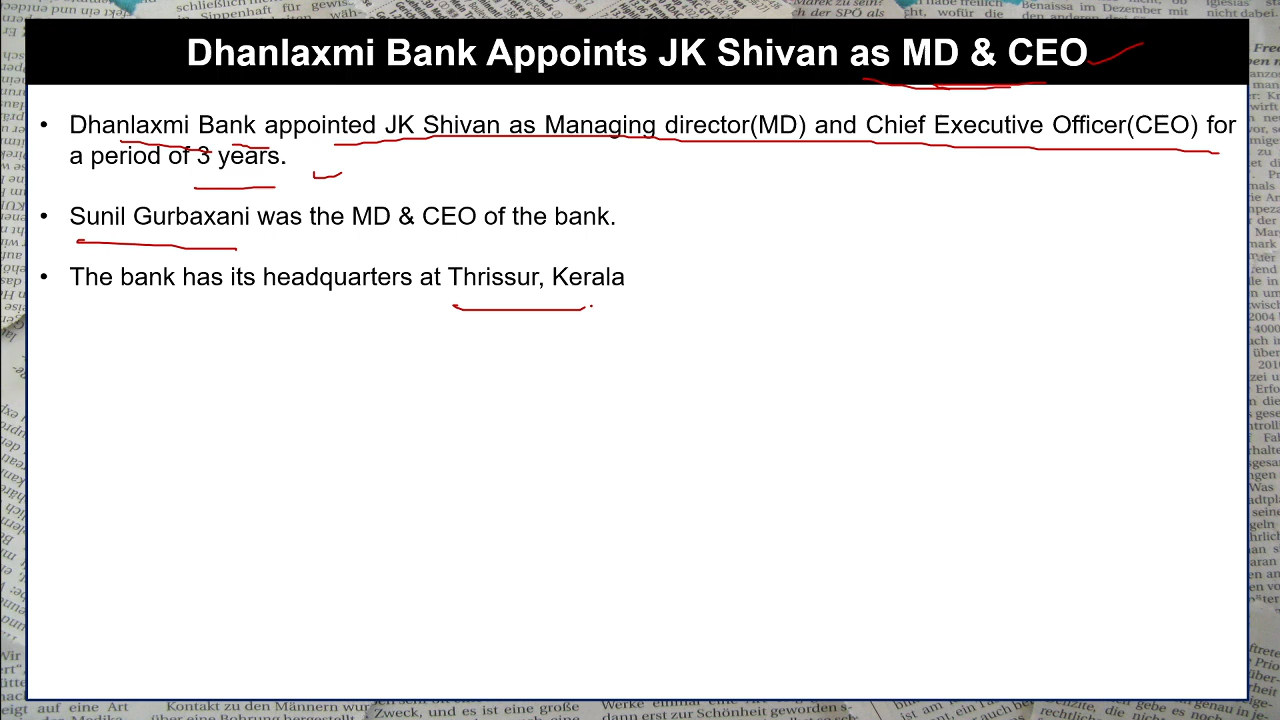 Dhanlaxmi Bank Appoints JK Shivan as MD & CEO
• Dhanlaxmi Bank appointed JK Shivan as Managing director(MD) and Chief Executive Officer(CEO) for
a period of 3 years.
• Sunil Gurbaxani was the MD & CEO of the bank.
• The bank has its headquarters at Thrissur, Kerala